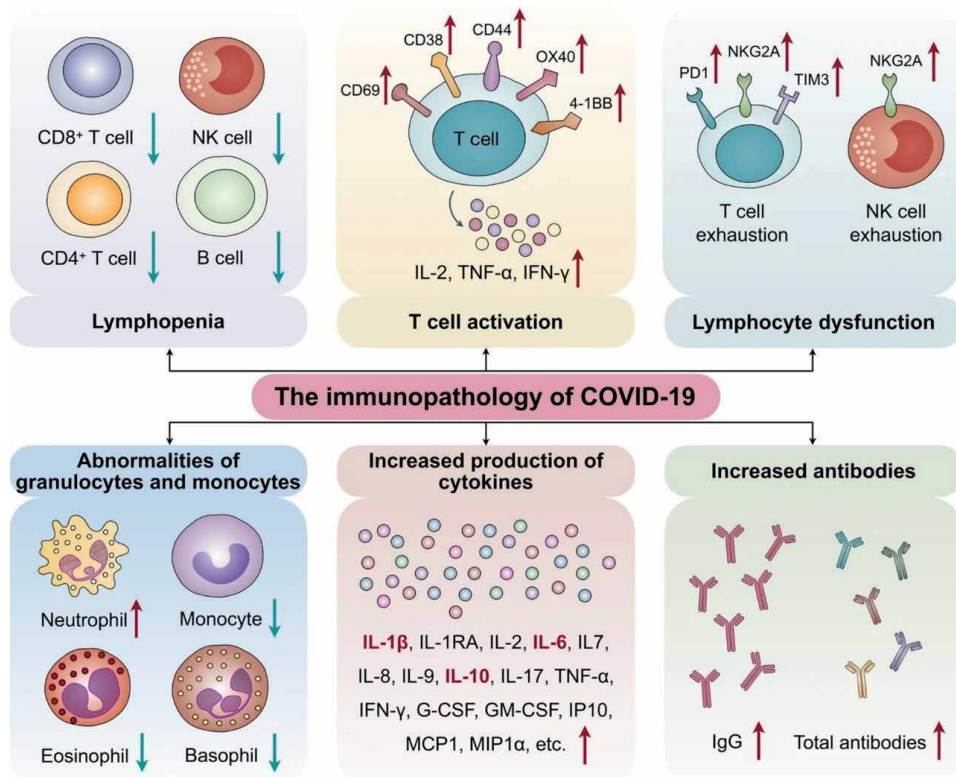 CD8⁺ T cell
NK cell
CD4⁺ T cell
B cell
Lymphopenia
CD69
CD38
CD44
OX40
4-1BB
T cell
IL-2, TNF-α, IFN-γ
T cell activation
PD1
NKG2A
TIM3
NKG2A
T cell
exhaustion
NK cell
exhaustion
Lymphocyte dysfunction
The immunopathology of COVID-19
Abnormalities of
granulocytes and monocytes
Neutrophil
Monocyte
Eosinophil
Basophil
Increased production of
cytokines
IL-1β, IL-1RA, IL-2, IL-6, IL7,
IL-8, IL-9, IL-10, IL-17, TNF-α,
IFN-γ, G-CSF, GM-CSF, IP10,
MCP1, MIP1α, etc.
Increased antibodies
IgG
Total antibodies